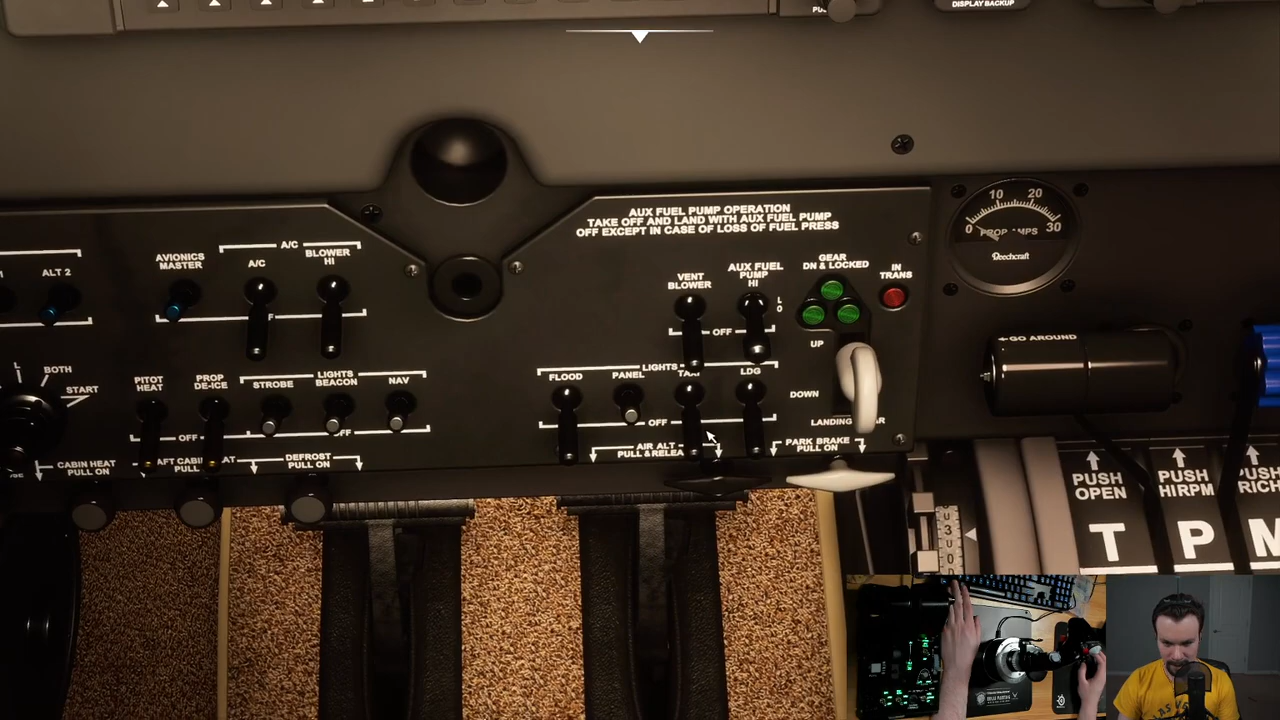 DISPLAY BACKUP
AUX FUEL PUMP OPERATION
TAKE OFF AND LAND WITH AUX FUEL PUMP
OFF EXCEPT IN CASE OF LOSS OF FUEL PRESS
10 20
0 PROP AMPS 30
Beechcraft
ALT 2
AVIONICS
MASTER
A/C
A/C
BLOWER
HI
VENT
BLOWER
AUX FUEL
PUMP
HI
L
O
OFF
GEAR
DN & LOCKED
IN
TRANS
UP
DOWN
GO AROUND
L
BOTH
START
PITOT
HEAT
PROP
DE-ICE
LIGHTS
STROBE
BEACON
NAV
OFF
LIGHTS
FLOOD
PANEL
LDG
OFF
CABIN HEAT
PULL ON
DEFROST
PULL ON
AIR ALT
PARK BRAKE
PULL ON
PUSH
OPEN
T
PUSH
HIRPM
P
PUSH
RICH
M